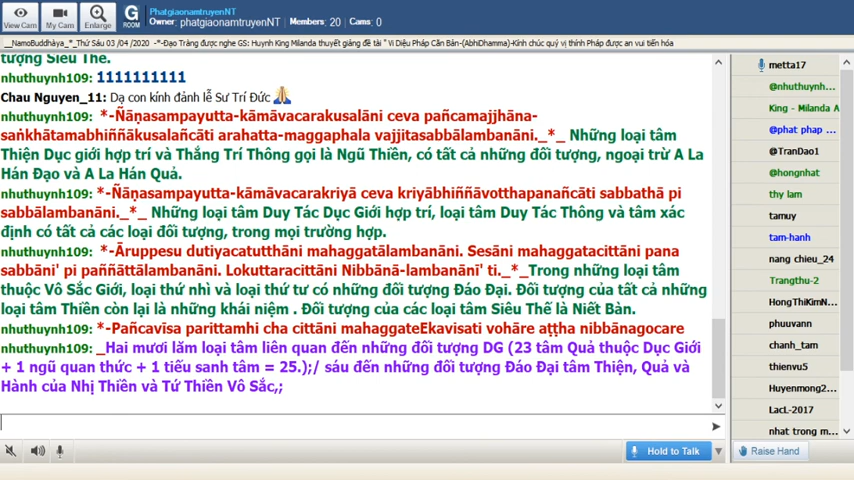 View Cam
My Cam
Enlarge
G
ROOM
PhatgiaonamtruyenNT
Owner: phatgiaonamtruyenNT | Members: 20 | Cams: 0
__NamoBuddhàya_*_Thứ Sáu 03 /04 /2020 -*-Đạo Tràng được nghe GS: Huynh King Milanda thuyết giảng đề tài " Vi Diệu Pháp Căn Bản-(AbhiDhamma)-Kính chúc quý vị thính Pháp được an vui tiến hóa
tượng Siêu Thế.
nhuthuynh109: 1111111111
Chau Nguyen_11: Dạ con kính đảnh lễ Sư Trí Đức 🙏
nhuthuynh109: *-Ñāṇasampayutta-kāmāvacarakusalāni ceva pañcamajjhāna-
saṅkhātamabhiññākusalañcāti arahatta-maggaphala vajjitasabbālambanāni._*_ Những loại tâm
Thiện Dục giới hợp trí và Thắng Trí Thông gọi là Ngũ Thiền, có tất cả những đối tượng, ngoại trừ A La
Hán Đạo và A La Hán Quả.
nhuthuynh109: *-Ñāṇasampayutta-kāmāvacarakriyā ceva kriyābhiññāvotthapanañcāti sabbathā pi
sabbālambanāni._*_ Những loại tâm Duy Tác Dục Giới hợp trí, loại tâm Duy Tác Thông và tâm xác
định có tất cả các loại đối tượng, trong mọi trường hợp.
nhuthuynh109: *-Āruppesu dutiyacatutthāni mahaggatālambanāni. Sesāni mahaggatacittāni pana
sabbāni' pi paññattālambanāni. Lokuttaracittāni Nibbānā-lambanānī' ti._*_Trong những loại tâm
thuộc Vô Sắc Giới, loại thứ nhì và loại thứ tư có những đối tượng Đáo Đại. Đối tượng của tất cả những
loại tâm Thiền còn lại là những khái niệm . Đối tượng của các loại tâm Siêu Thế là Niết Bàn.
nhuthuynh109: *-Pañcavīsa parittamhi cha cittāni mahaggateEkavisati vohāre aṭṭha nibbānagocare
nhuthuynh109: _Hai mươi lăm loại tâm liên quan đến những đối tượng DG (23 tâm Quả thuộc Dục Giới
+ 1 ngũ quan thức + 1 tiếu sanh tâm = 25.);/ sáu đến những đối tượng Đáo Đại tâm Thiện, Quả và
Hành của Nhị Thiền và Tứ Thiền Vô Sắc,;
Hold to Talk
metta17
@nhuthuynh...
King - Milanda A
@phat phap ...
@TranDao1
@hongnhat
thy lam
tamuy
tam-hanh
nang chieu_24
Trangthu-2
HongThiKimN...
phuuvann
chanh_tam
thienvu5
Huyenmong2...
LacL-2017
nhat trong m...
Raise Hand